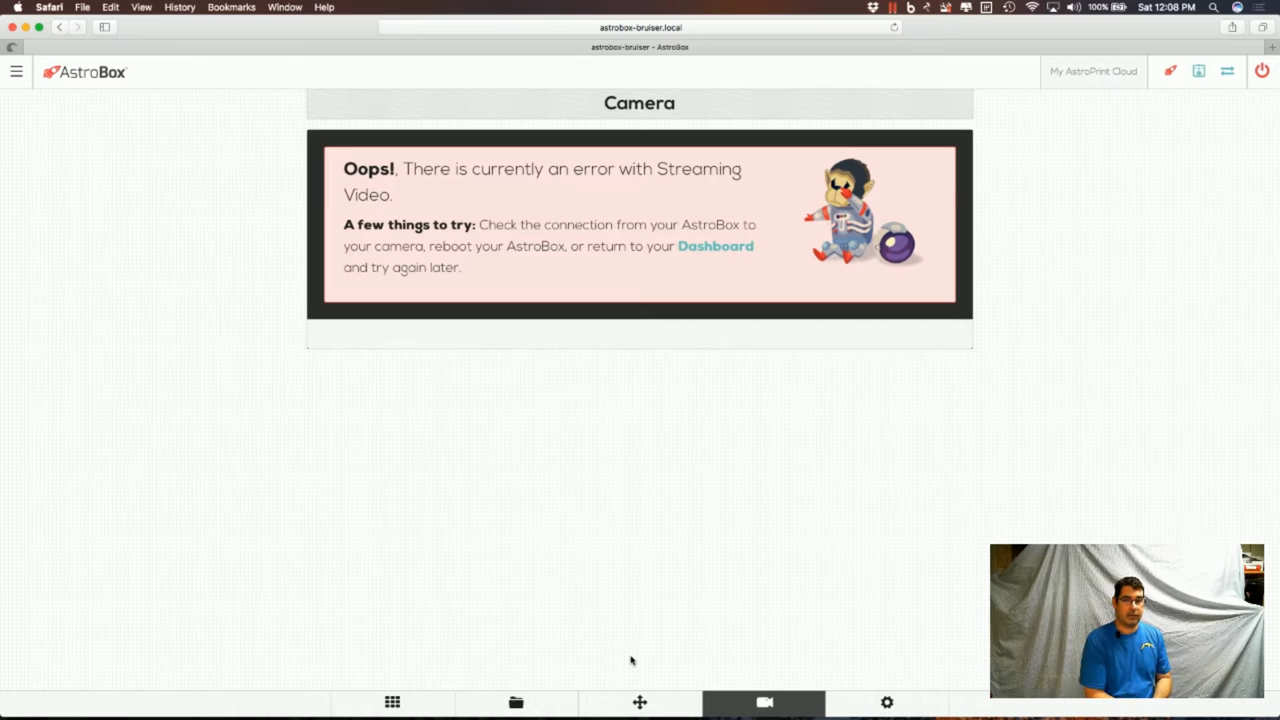 Safari File Edit View History Bookmarks Window Help 100% Sat 12:08 PM
astrobox-bruiser.local
astrobox-bruiser - AstroBox
AstroBox My AstroPrint Cloud
Camera
Oops!, There is currently an error with Streaming
Video.
A few things to try: Check the connection from your AstroBox to
your camera, reboot your AstroBox, or return to your Dashboard
and try again later.